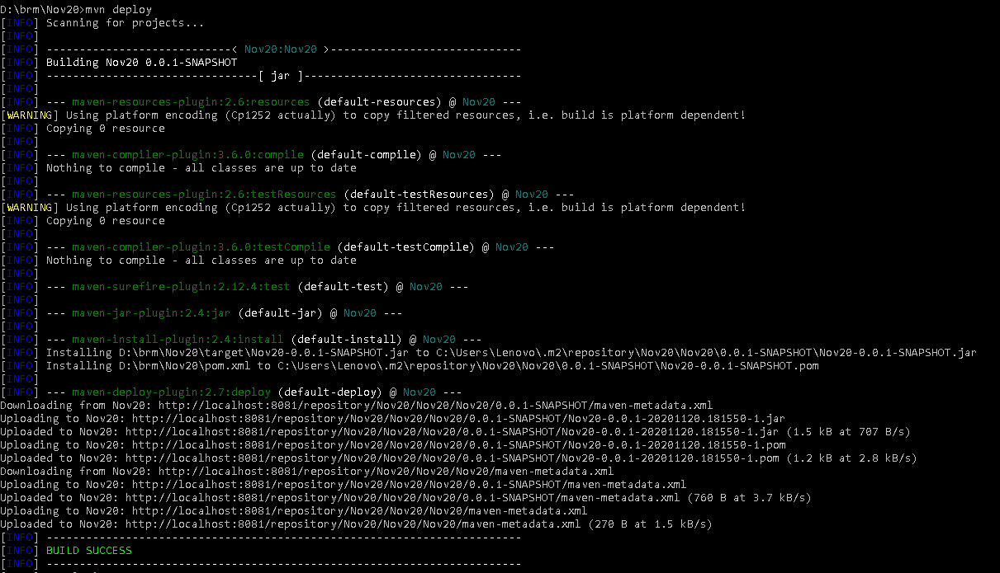 D:\brm\Nov20>mvn deploy
[INFO] Scanning for projects...
[INFO]
[INFO] ----------------------------< Nov20:Nov20 >-----------------------------
[INFO] Building Nov20 0.0.1-SNAPSHOT
[INFO] --------------------------------[ jar ]---------------------------------
[INFO]
[INFO] --- maven-resources-plugin:2.6:resources (default-resources) @ Nov20 ---
[WARNING] Using platform encoding (Cp1252 actually) to copy filtered resources, i.e. build is platform dependent!
[INFO] Copying 0 resource
[INFO]
[INFO] --- maven-compiler-plugin:3.6.0:compile (default-compile) @ Nov20 ---
[INFO] Nothing to compile - all classes are up to date
[INFO]
[INFO] --- maven-resources-plugin:2.6:testResources (default-testResources) @ Nov20 ---
[WARNING] Using platform encoding (Cp1252 actually) to copy filtered resources, i.e. build is platform dependent!
[INFO] Copying 0 resource
[INFO]
[INFO] --- maven-compiler-plugin:3.6.0:testCompile (default-testCompile) @ Nov20 ---
[INFO] Nothing to compile - all classes are up to date
[INFO]
[INFO] --- maven-surefire-plugin:2.12.4:test (default-test) @ Nov20 ---
[INFO]
[INFO] --- maven-jar-plugin:2.4:jar (default-jar) @ Nov20 ---
[INFO]
[INFO] --- maven-install-plugin:2.4:install (default-install) @ Nov20 ---
[INFO] Installing D:\brm\Nov20\target\Nov20-0.0.1-SNAPSHOT.jar to C:\Users\Lenovo\.m2\repository\Nov20\Nov20\0.0.1-SNAPSHOT\Nov20-0.0.1-SNAPSHOT.jar
[INFO] Installing D:\brm\Nov20\pom.xml to C:\Users\Lenovo\.m2\repository\Nov20\Nov20\0.0.1-SNAPSHOT\Nov20-0.0.1-SNAPSHOT.pom
[INFO]
[INFO] --- maven-deploy-plugin:2.7:deploy (default-deploy) @ Nov20 ---
Downloading from Nov20: http://localhost:8081/repository/Nov20/Nov20/Nov20/0.0.1-SNAPSHOT/maven-metadata.xml
Uploading to Nov20: http://localhost:8081/repository/Nov20/Nov20/Nov20/0.0.1-SNAPSHOT/Nov20-0.0.1-20201120.181550-1.jar
Uploaded to Nov20: http://localhost:8081/repository/Nov20/Nov20/Nov20/0.0.1-SNAPSHOT/Nov20-0.0.1-20201120.181550-1.jar (1.5 kB at 707 B/s)
Uploading to Nov20: http://localhost:8081/repository/Nov20/Nov20/Nov20/0.0.1-SNAPSHOT/Nov20-0.0.1-20201120.181550-1.pom
Uploaded to Nov20: http://localhost:8081/repository/Nov20/Nov20/Nov20/0.0.1-SNAPSHOT/Nov20-0.0.1-20201120.181550-1.pom (1.2 kB at 2.8 kB/s)
Downloading from Nov20: http://localhost:8081/repository/Nov20/Nov20/Nov20/maven-metadata.xml
Uploading to Nov20: http://localhost:8081/repository/Nov20/Nov20/Nov20/0.0.1-SNAPSHOT/maven-metadata.xml
Uploaded to Nov20: http://localhost:8081/repository/Nov20/Nov20/Nov20/0.0.1-SNAPSHOT/maven-metadata.xml (760 B at 3.7 kB/s)
Uploading to Nov20: http://localhost:8081/repository/Nov20/Nov20/Nov20/maven-metadata.xml
Uploaded to Nov20: http://localhost:8081/repository/Nov20/Nov20/Nov20/maven-metadata.xml (270 B at 1.5 kB/s)
[INFO] ------------------------------------------------------------------------
[INFO] BUILD SUCCESS
[INFO] ------------------------------------------------------------------------